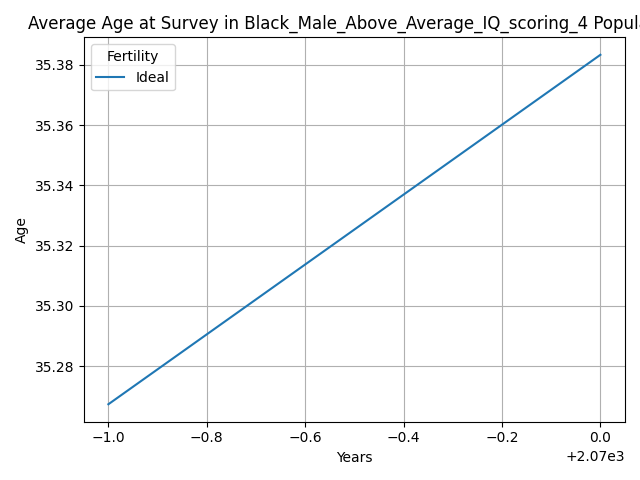 Average Age at Survey in Black_Male_Above_Average_IQ_scoring_4 Popula
Fertility
Ideal
35.38
35.36
35.34
35.32
35.30
35.28
Age
−1.0 −0.8 −0.6 −0.4 −0.2 0.0
Years
+2.07e3